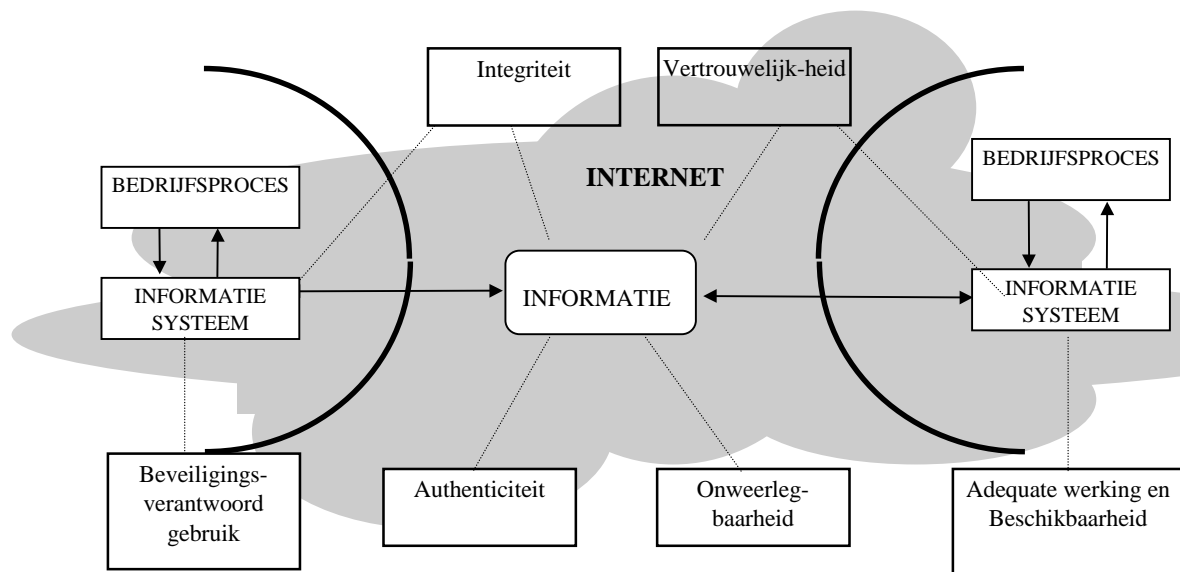 Integriteit
Vertrouwelijk-heid
BEDRIJFSPROCES
BEDRIJFSPROCES
INTERNET
INFORMATIE
SYSTEEM
INFORMATIE
INFORMATIE
SYSTEEM
Beveiligings-
verantwoord
gebruik
Authenticiteit
Onweerleg-
baarheid
Adequate werking en
Beschikbaarheid